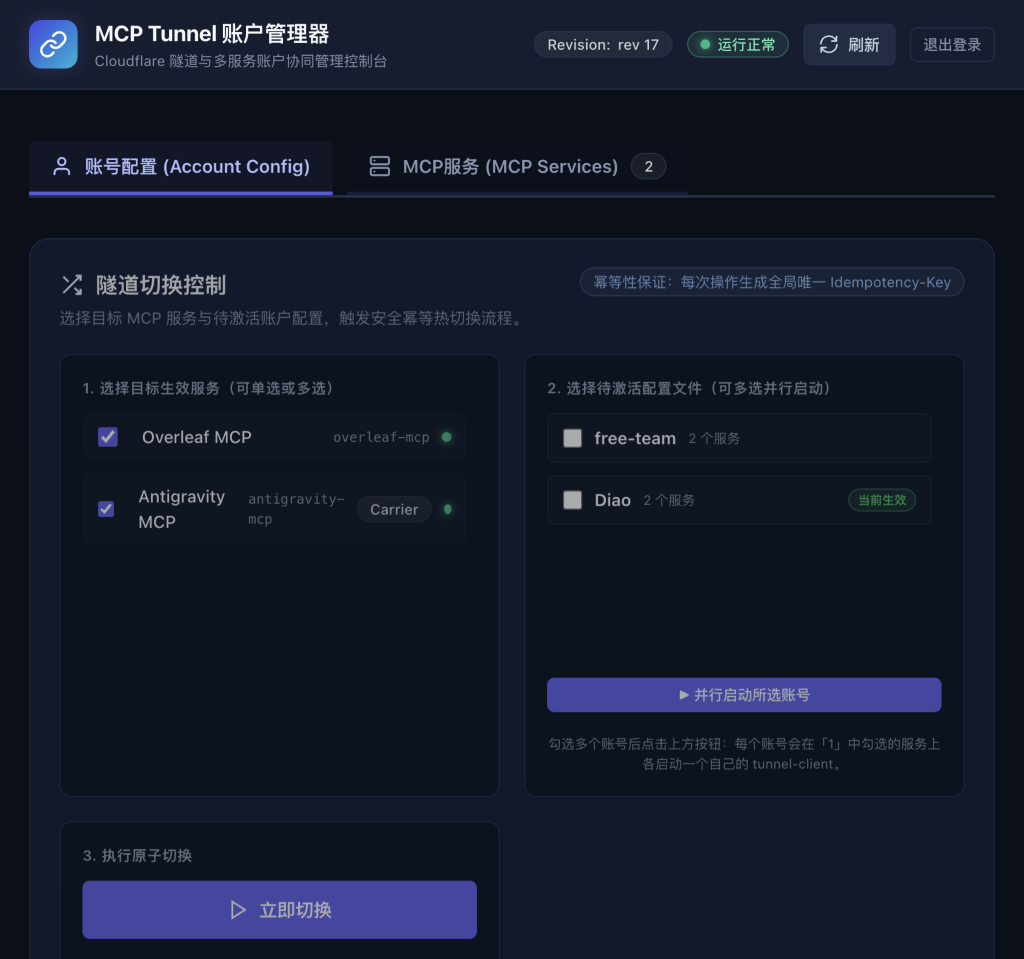 MCP Tunnel 账户管理器
Cloudflare 隧道与多服务账户协同管理控制台
Revision: rev 17
运行正常
刷新
退出登录
账号配置 (Account Config)
MCP服务 (MCP Services)
2
隧道切换控制
幂等性保证：每次操作生成全局唯一 Idempotency-Key
选择目标 MCP 服务与待激活账户配置，触发安全幂等热切换流程。
1. 选择目标生效服务（可单选或多选）
Overleaf MCP
overleaf-mcp
Antigravity
MCP
antigravity-
mcp
Carrier
2. 选择待激活配置文件（可多选并行启动）
free-team
2 个服务
Diao
2 个服务
当前生效
▶ 并行启动所选账号
勾选多个账号后点击上方按钮：每个账号会在「1」中勾选的服务上
各启动一个自己的 tunnel-client。
3. 执行原子切换
立即切换